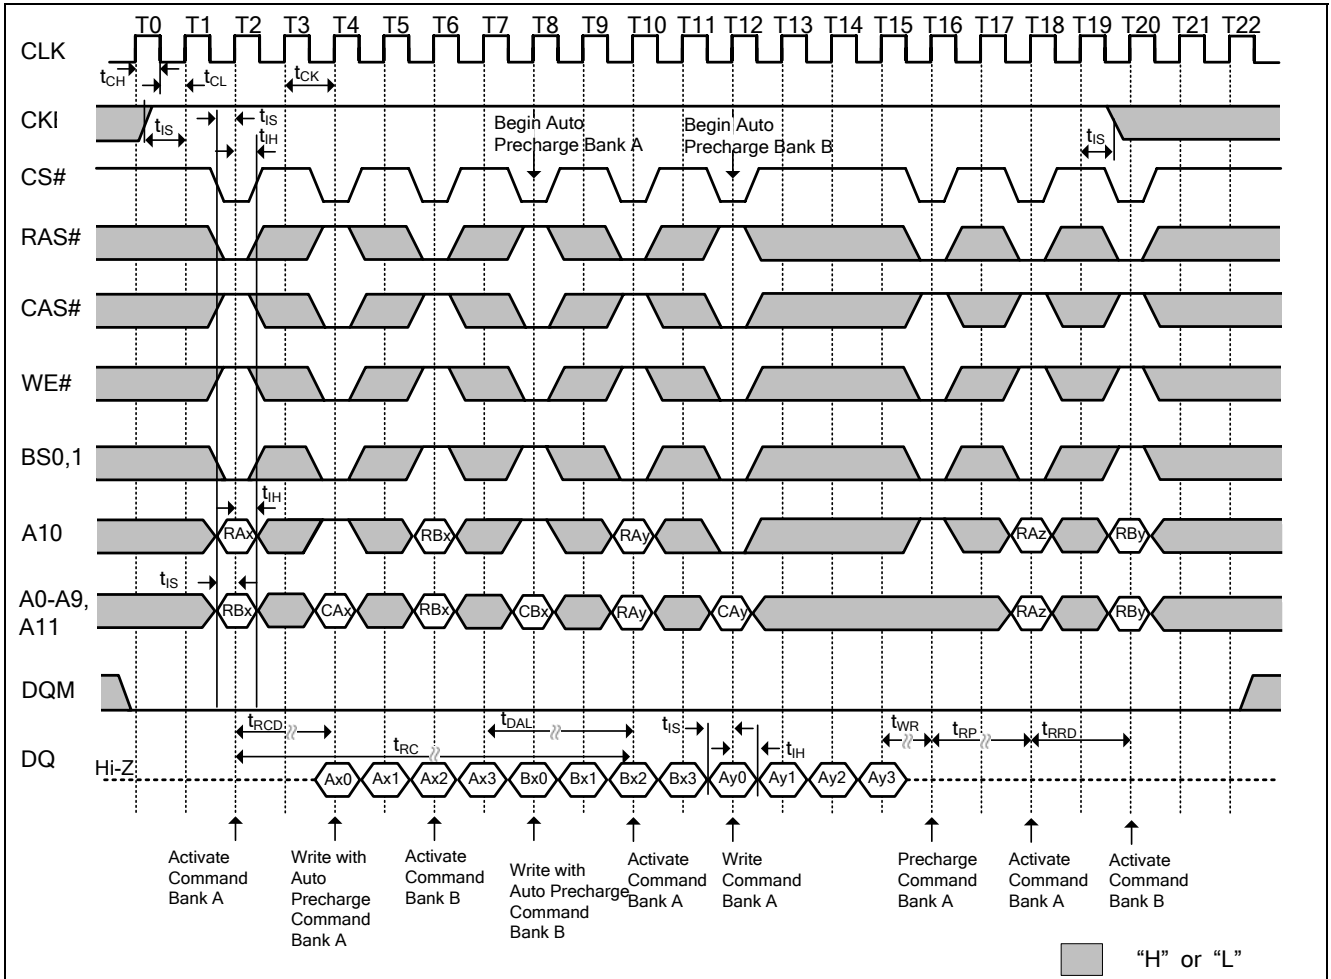 T0 T1 T2 T3 T4 T5 T6 T7 T8 T9 T10 T11 T12 T13 T14 T15 T16 T17 T18 T19 T20 T21 T22
CLK
tCH tCL tCK
CKI
tIS tIS tIH tIS
Begin Auto
Precharge Bank A
Begin Auto
Precharge Bank B
CS#
RAS#
CAS#
WE#
BS0,1
tIH
A10
RAx RBx RAy RAz RBy
tIS
A0-A9,
A11
RBx CAx RBx CBx RAy CAy RAz RBy
DQM
tRCD tDAL tIS tWR tRP tRRD
tRC tIH
DQ
Hi-Z
Ax0 Ax1 Ax2 Ax3 Bx0 Bx1 Bx2 Bx3 Ay0 Ay1 Ay2 Ay3
Activate
Command
Bank A
Write with
Auto
Precharge
Command
Bank A
Activate
Command
Bank B
Write with
Auto Precharge
Command
Bank B
Activate
Command
Bank A
Write
Command
Bank A
Precharge
Command
Bank A
Activate
Command
Bank A
Activate
Command
Bank B
“H” or “L”